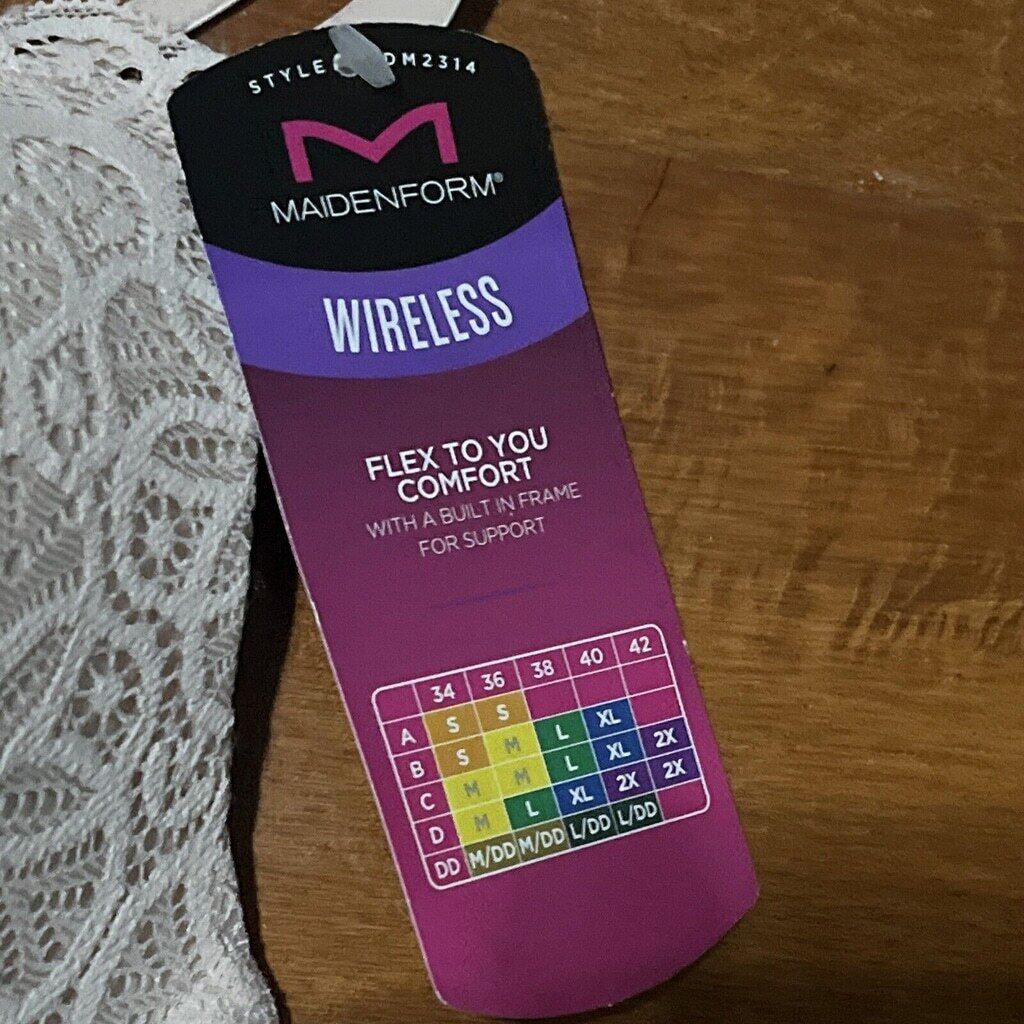 STYLE DM2314
MAIDENFORM®
WIRELESS
FLEX TO YOU
COMFORT
WITH A BUILT IN FRAME
FOR SUPPORT
34 36 38 40 42
A S S
B S M L XL
C M M L XL 2X
D M L XL 2X 2X
DD M/DD M/DD L/DD L/DD